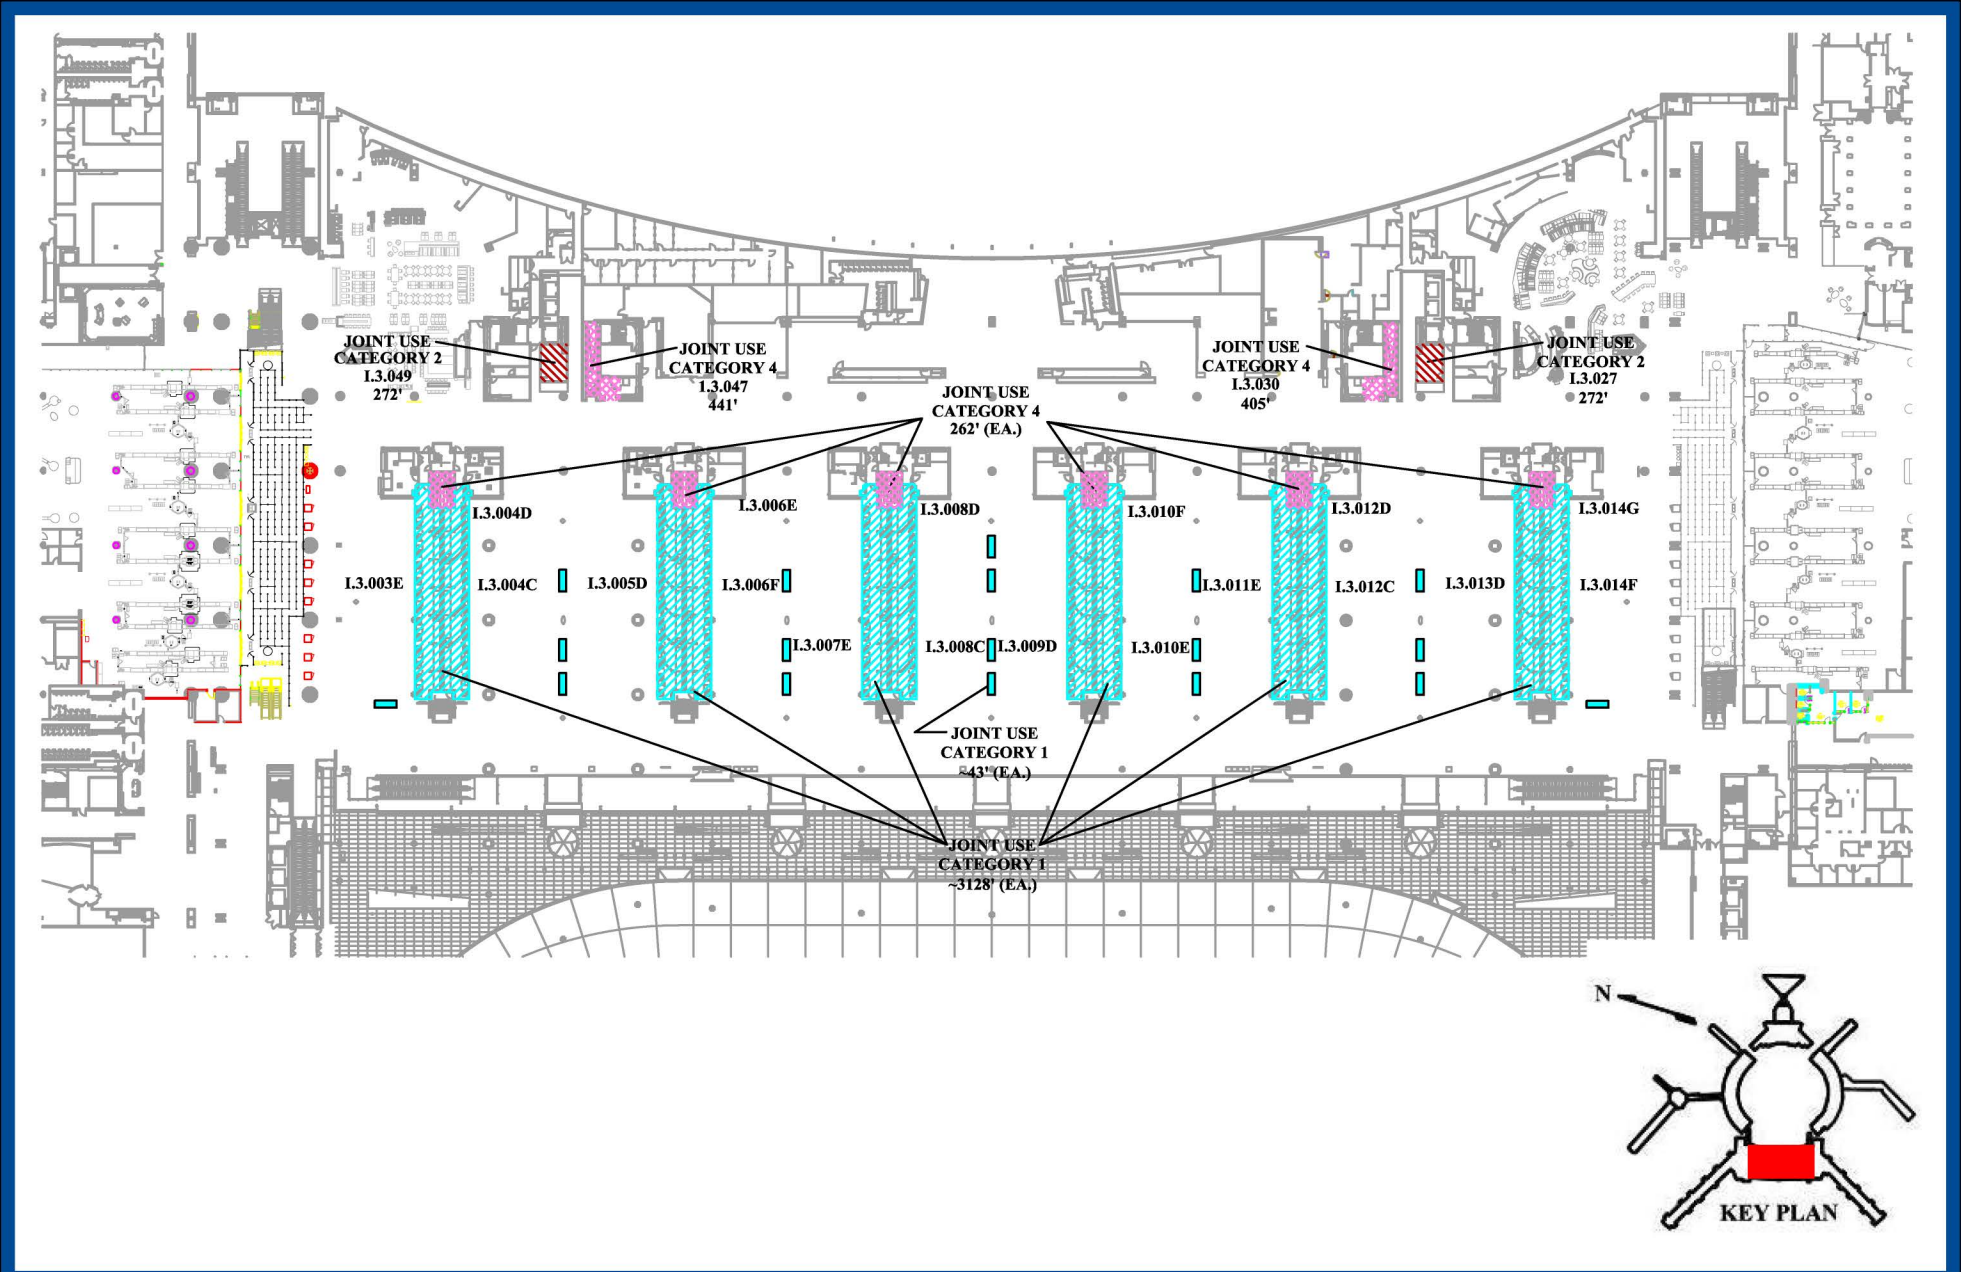 JOINT USE
CATEGORY 2
I.3.049
272'
JOINT USE
CATEGORY 4
I.3.047
441'
JOINT USE
CATEGORY 4
262' (EA.)
JOINT USE
CATEGORY 4
I.3.030
405'
JOINT USE
CATEGORY 2
I.3.027
272'
I.3.004D
I.3.006E
I.3.008D
I.3.010F
I.3.012D
I.3.014G
I.3.003E
I.3.004C
I.3.005D
I.3.006F
I.3.011E
I.3.012C
I.3.013D
I.3.014F
I.3.007E
I.3.008C
I.3.009D
I.3.010E
JOINT USE
CATEGORY 1
~43' (EA.)
JOINT USE
CATEGORY 1
~3128' (EA.)
N
KEY PLAN